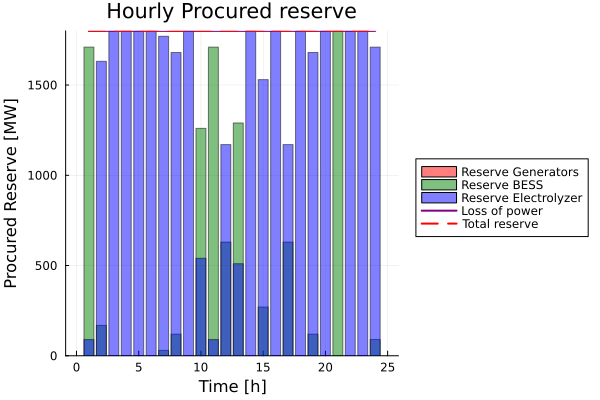 Hourly Procured reserve
Procured Reserve [MW]
1500
1000
500
0
0 5 10 15 20 25
Time [h]
Reserve Generators
Reserve BESS
Reserve Electrolyzer
Loss of power
Total reserve